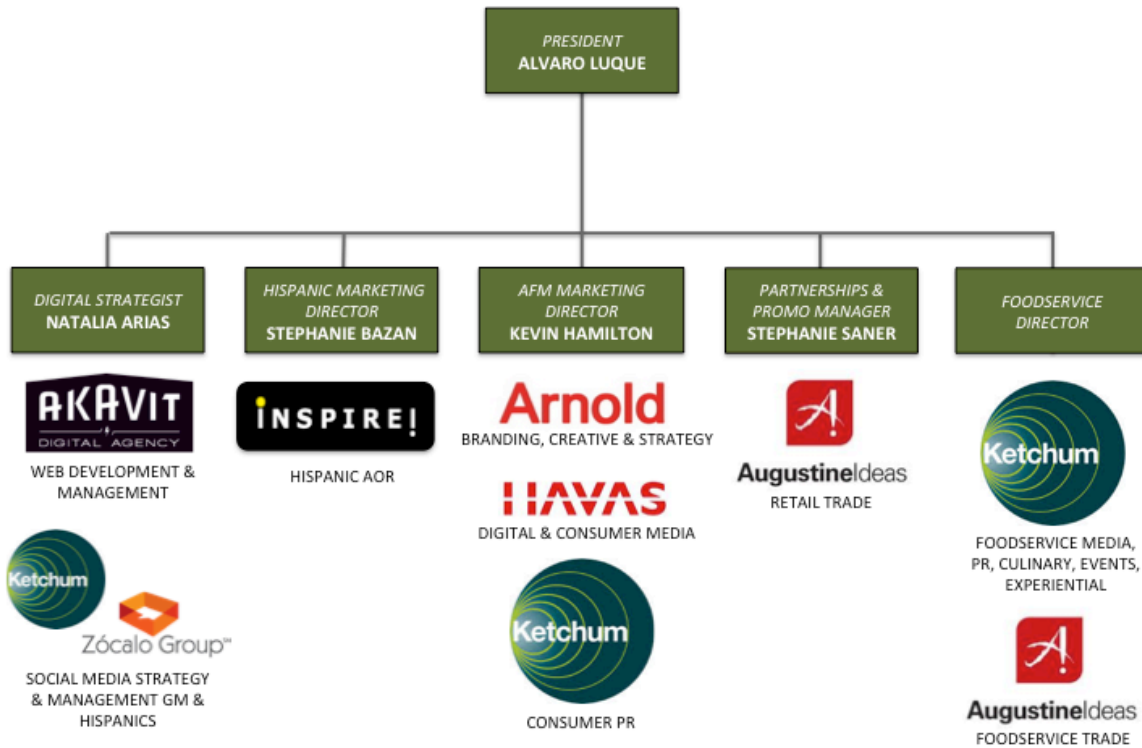 PRESIDENT
ALVARO LUQUE
DIGITAL STRATEGIST
NATALIA ARIAS
AKAVIT
DIGITAL AGENCY
WEB DEVELOPMENT &
MANAGEMENT
Ketchum
Zócalo Group℠
SOCIAL MEDIA STRATEGY
& MANAGEMENT GM &
HISPANICS
HISPANIC MARKETING
DIRECTOR
STEPHANIE BAZAN
iNSPIRE!
HISPANIC AOR
AFM MARKETING
DIRECTOR
KEVIN HAMILTON
Arnold
BRANDING, CREATIVE & STRATEGY
HAVAS
DIGITAL & CONSUMER MEDIA
Ketchum
CONSUMER PR
PARTNERSHIPS &
PROMO MANAGER
STEPHANIE SANER
A!
AugustineIdeas
RETAIL TRADE
FOODSERVICE
DIRECTOR
Ketchum
FOODSERVICE MEDIA,
PR, CULINARY, EVENTS,
EXPERIENTIAL
A!
AugustineIdeas
FOODSERVICE TRADE